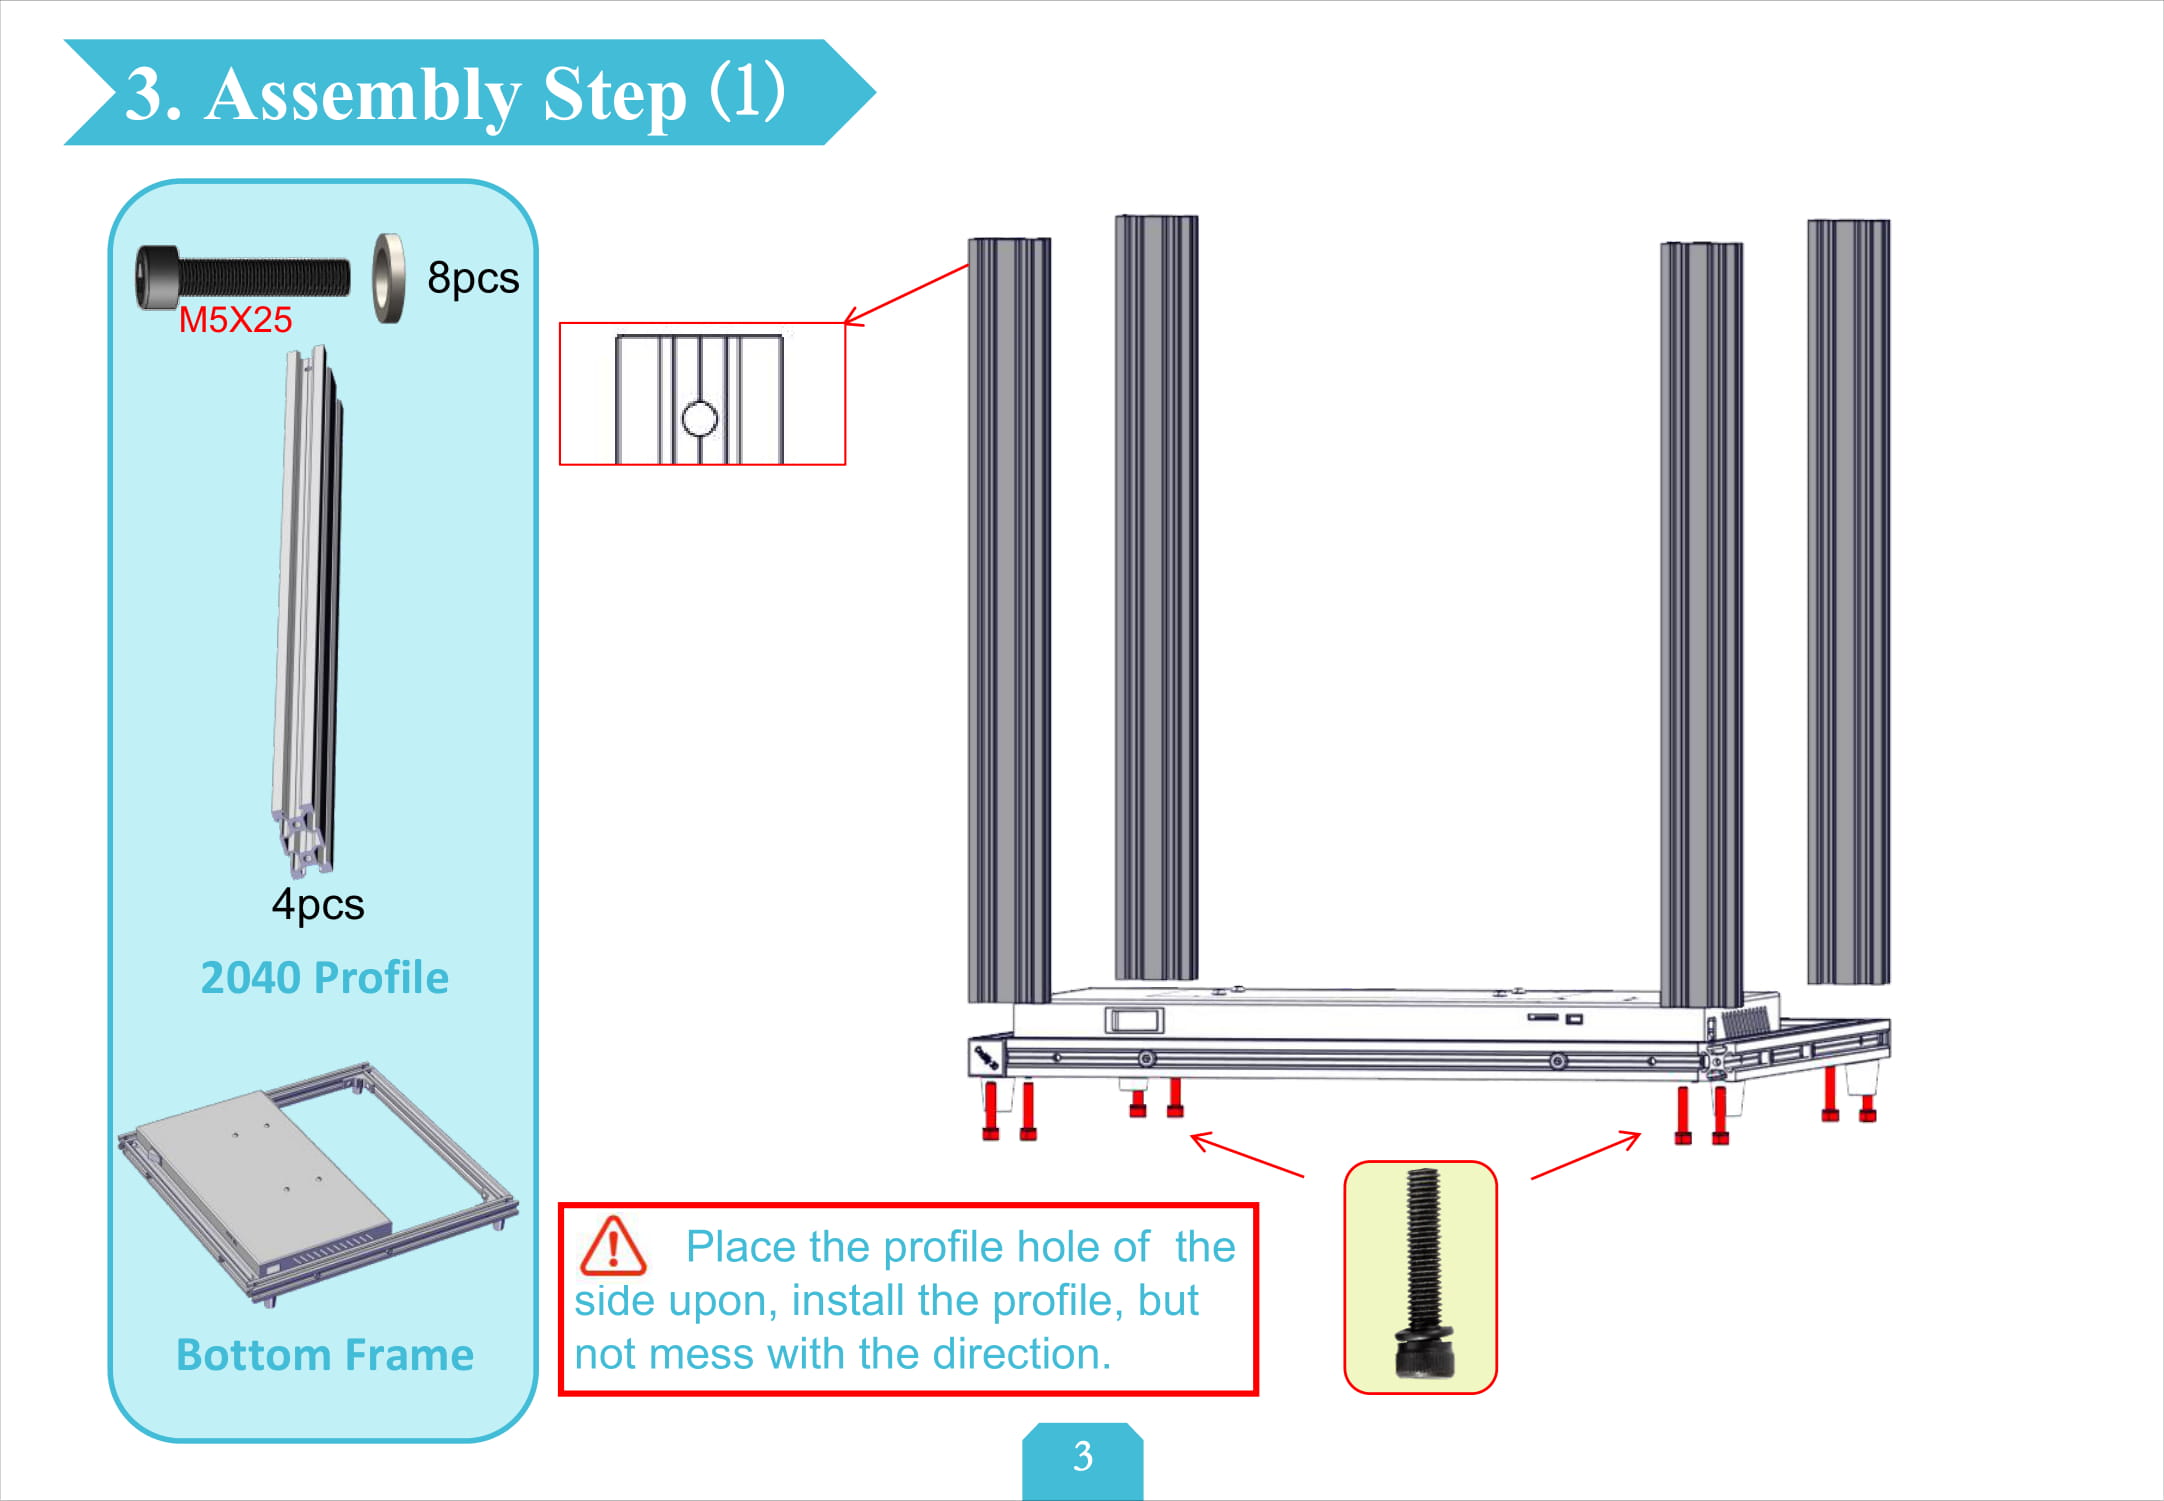 3. Assembly Step (1)
8pcs
M5X25
4pcs
2040 Profile
Bottom Frame
Place the profile hole of the
side upon, install the profile, but
not mess with the direction.
3